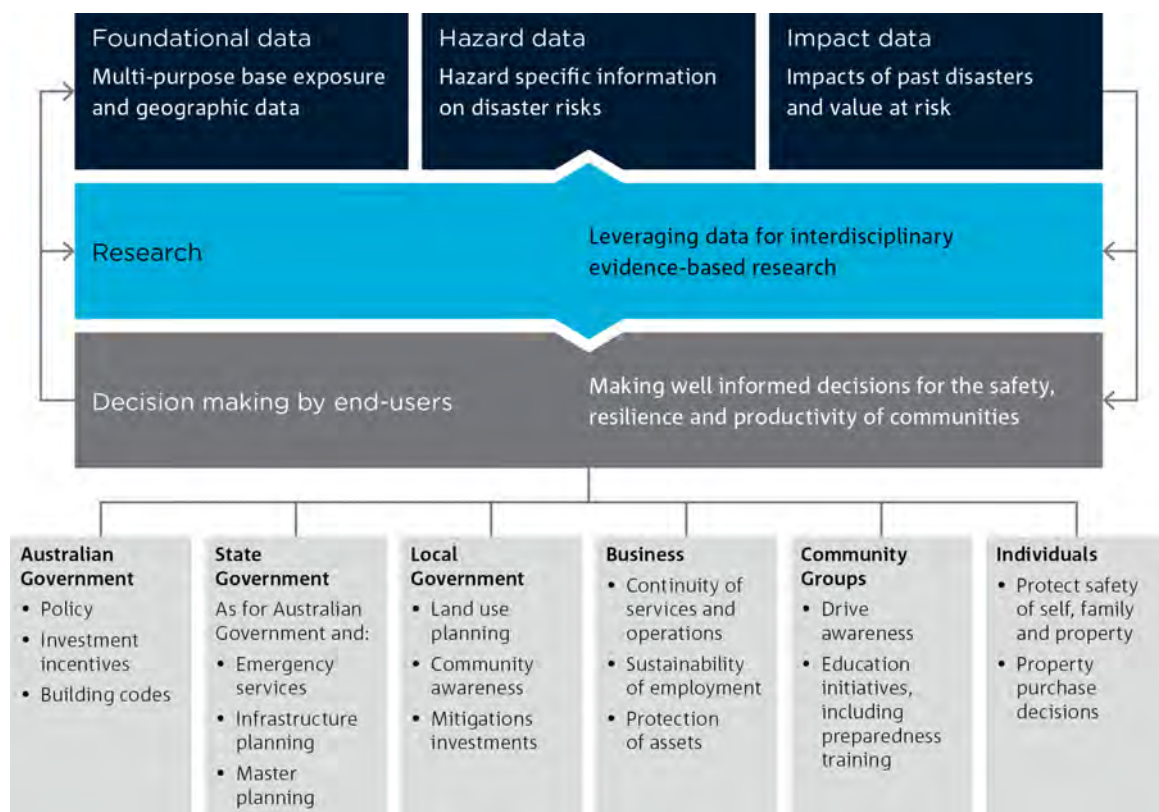 Foundational data
Multi-purpose base exposure
and geographic data
Hazard data
Hazard specific information
on disaster risks
Impact data
Impacts of past disasters
and value at risk
Research
Leveraging data for interdisciplinary
evidence-based research
Decision making by end-users
Making well informed decisions for the safety,
resilience and productivity of communities
Australian
Government
• Policy
• Investment
incentives
• Building codes
State
Government
As for Australian
Government and:
• Emergency
services
• Infrastructure
planning
• Master
planning
Local
Government
• Land use
planning
• Community
awareness
• Mitigations
investments
Business
• Continuity of
services and
operations
• Sustainability
of employment
• Protection
of assets
Community
Groups
• Drive
awareness
• Education
initiatives,
including
preparedness
training
Individuals
• Protect safety
of self, family
and property
• Property
purchase
decisions